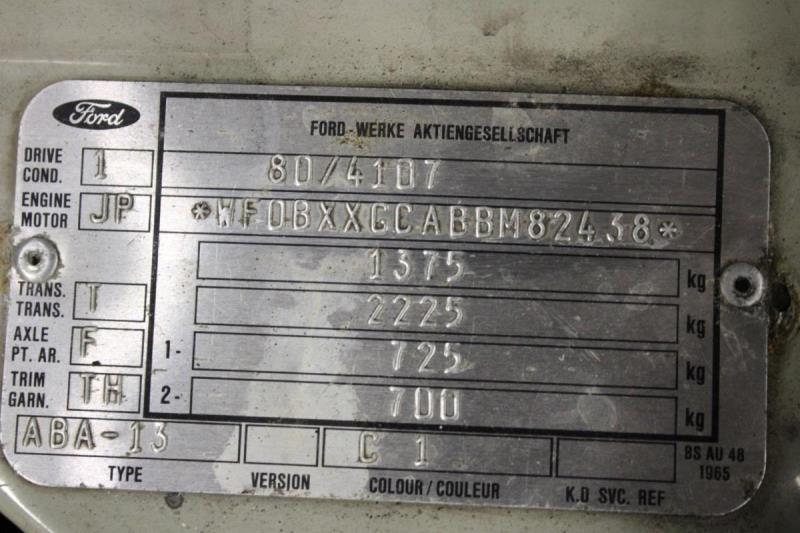 Ford
FORD-WERKE AKTIENGESELLSCHAFT
DRIVE COND. 1 80/4107
ENGINE MOTOR JP *WF0BXXGCABBM82438*
1375 kg
TRANS. TRANS. T 2225 kg
AXLE PT. AR. F 1- 725 kg
TRIM GARN. TH 2- 700 kg
ABA-13 C 1 BS AU 48
1965
TYPE VERSION COLOUR/COULEUR K.D SVC. REF